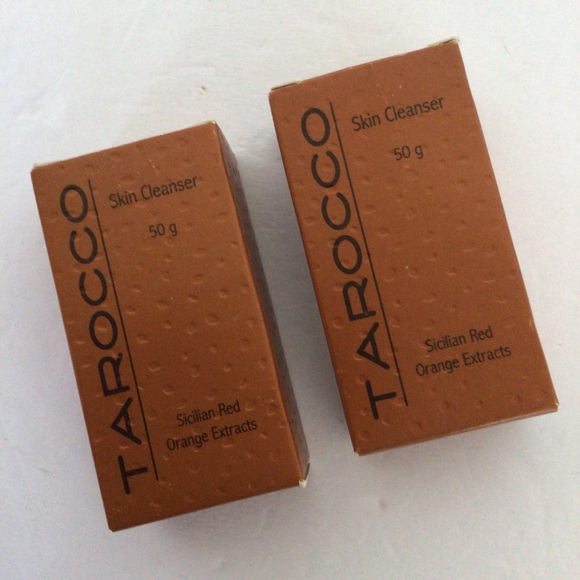 TAROCCO
Skin Cleanser
50 g
Sicilian Red
Orange Extracts
TAROCCO
Skin Cleanser
50 g
Sicilian Red
Orange Extracts